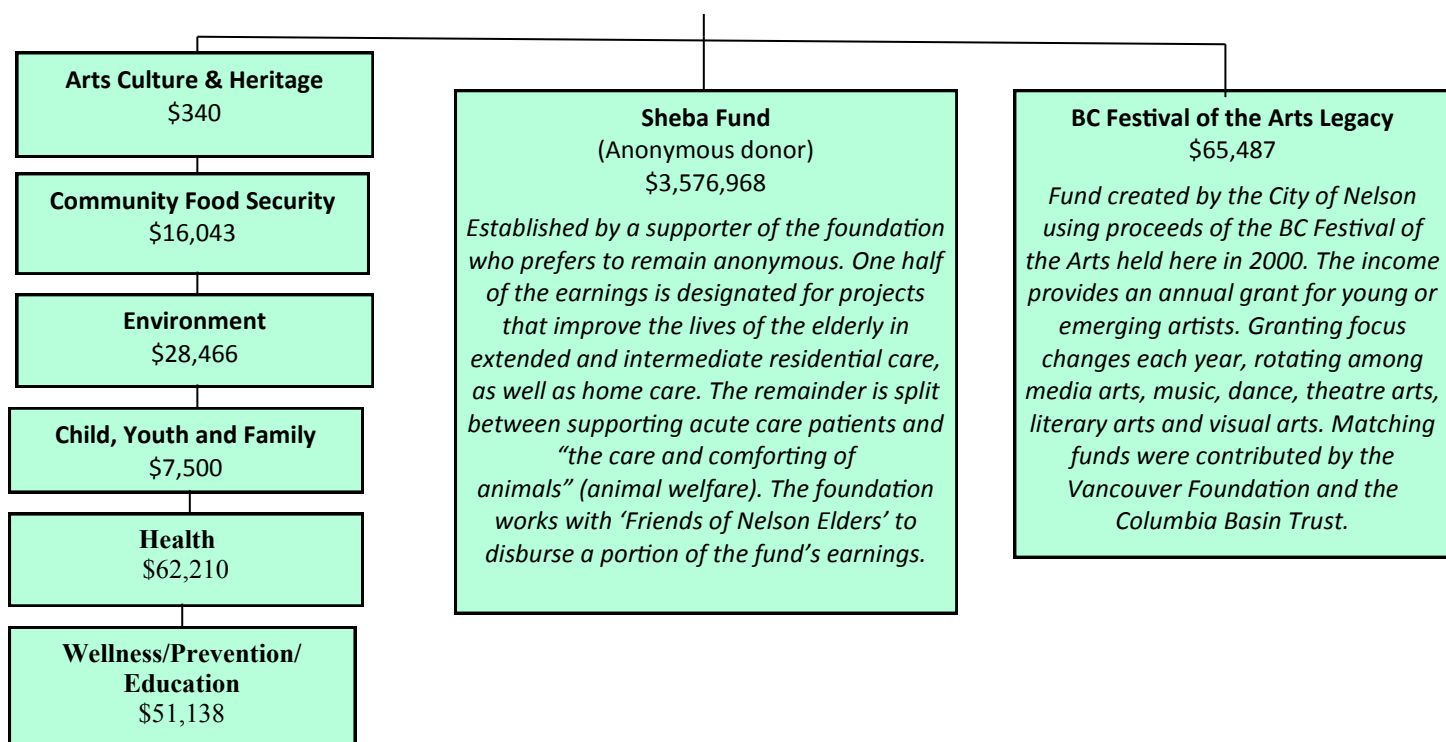 Arts Culture & Heritage
$340
Community Food Security
$16,043
Environment
$28,466
Child, Youth and Family
$7,500
Health
$62,210
Wellness/Prevention/
Education
$51,138
Sheba Fund
(Anonymous donor)
$3,576,968
Established by a supporter of the foundation
who prefers to remain anonymous. One half
of the earnings is designated for projects
that improve the lives of the elderly in
extended and intermediate residential care,
as well as home care. The remainder is split
between supporting acute care patients and
“the care and comforting of
animals” (animal welfare). The foundation
works with ‘Friends of Nelson Elders’ to
disburse a portion of the fund’s earnings.
BC Festival of the Arts Legacy
$65,487
Fund created by the City of Nelson
using proceeds of the BC Festival of
the Arts held here in 2000. The income
provides an annual grant for young or
emerging artists. Granting focus
changes each year, rotating among
media arts, music, dance, theatre arts,
literary arts and visual arts. Matching
funds were contributed by the
Vancouver Foundation and the
Columbia Basin Trust.